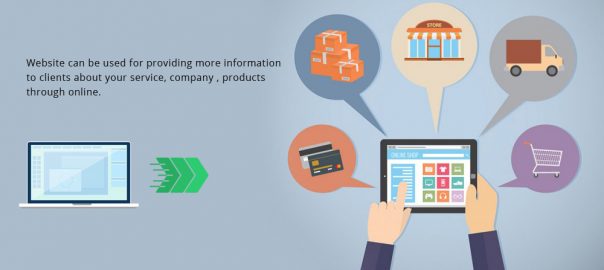 Website can be used for providing more information
to clients about your service, company , products
through online.
STORE
ONLINE SHOP